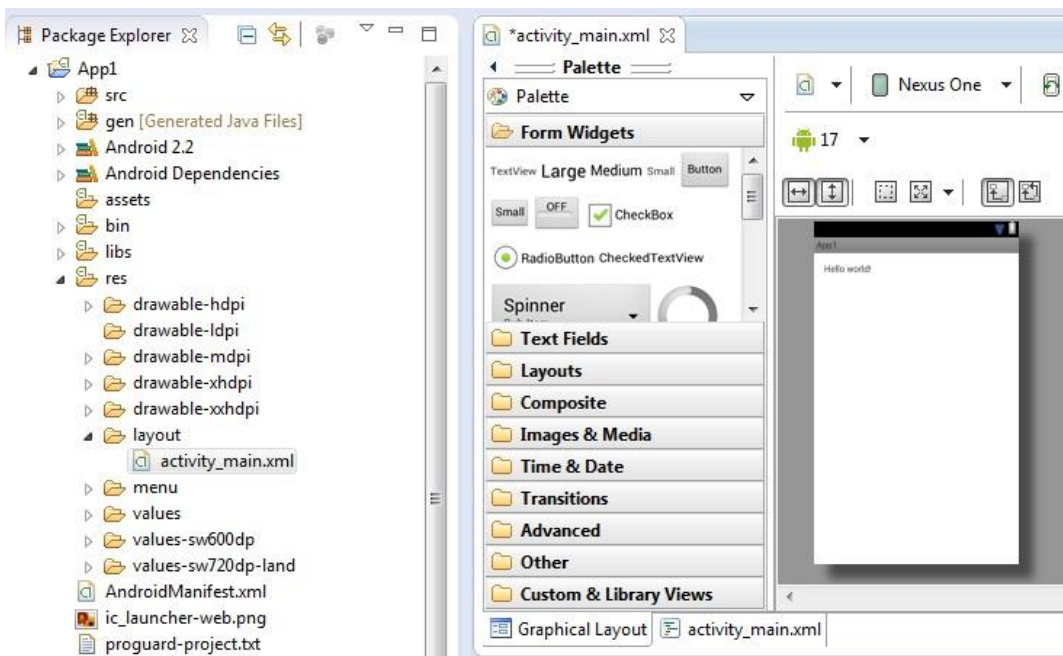 Package Explorer
App1
src
gen [Generated Java Files]
Android 2.2
Android Dependencies
assets
bin
libs
res
drawable-hdpi
drawable-ldpi
drawable-mdpi
drawable-xhdpi
drawable-xxhdpi
layout
activity_main.xml
menu
values
values-sw600dp
values-sw720dp-land
AndroidManifest.xml
ic_launcher-web.png
proguard-project.txt
*activity_main.xml
Palette
Palette
Form Widgets
TextView Large Medium Small Button
Small OFF CheckBox
RadioButton CheckedTextView
Spinner
Text Fields
Layouts
Composite
Images & Media
Time & Date
Transitions
Advanced
Other
Custom & Library Views
Graphical Layout activity_main.xml
Nexus One
17
App1
Hello world!